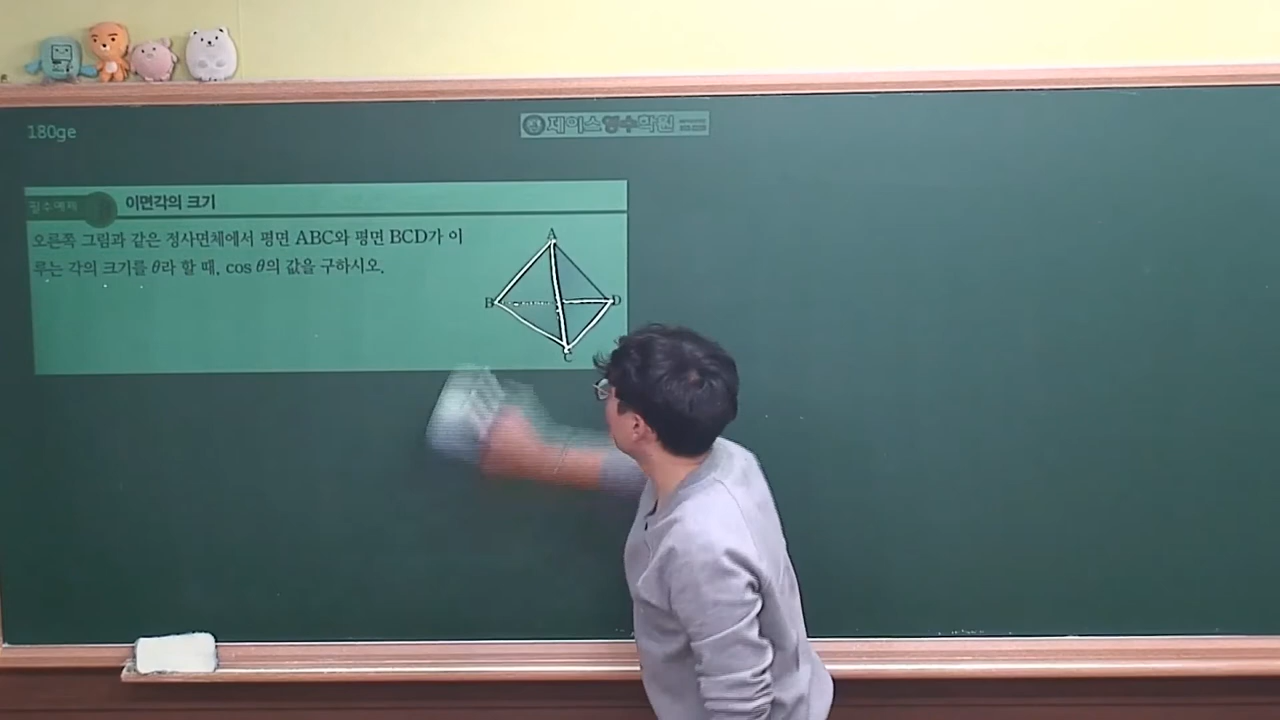 180ge
제이스영수학원
필수예제
이면각의 크기
오른쪽 그림과 같은 정사면체에서 평면 ABC와 평면 BCD가 이
루는 각의 크기를 θ라 할 때, cos θ의 값을 구하시오.
A
B
D
C